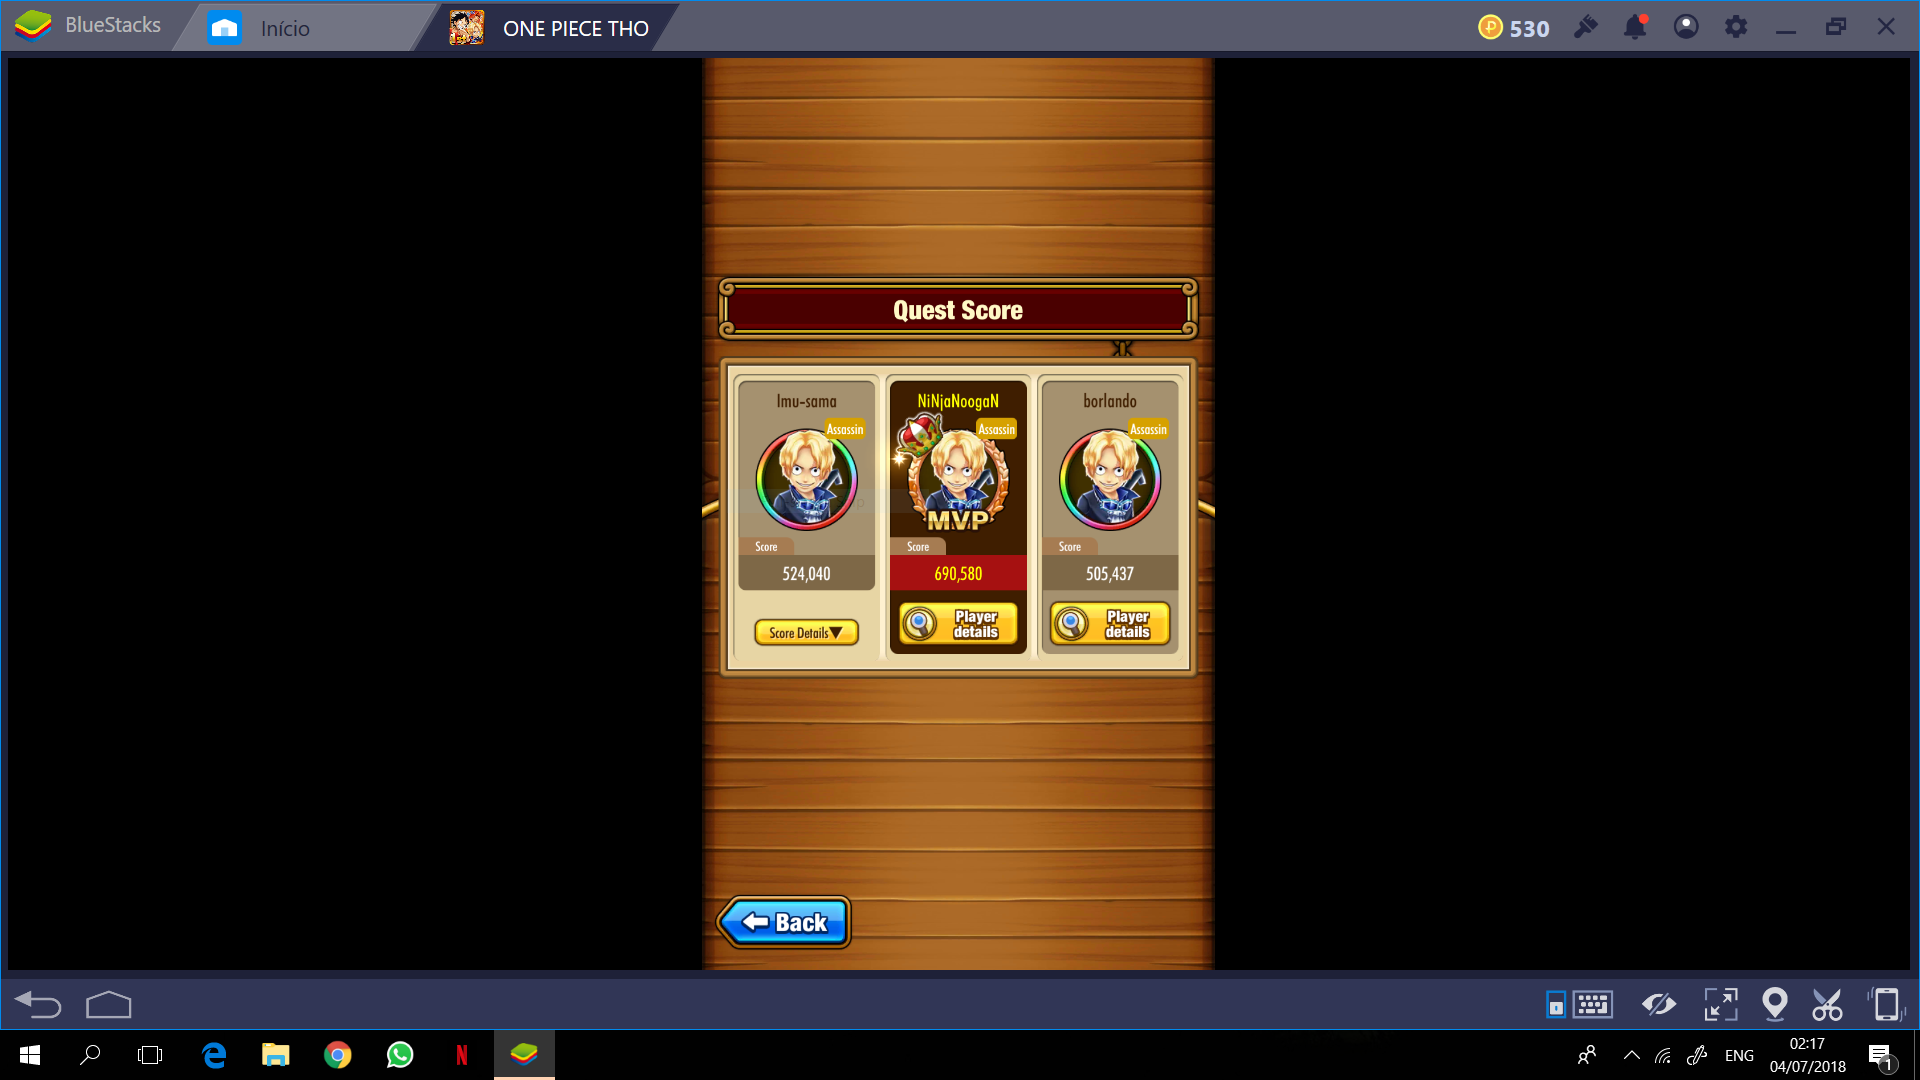 BlueStacks
Início
ONE PIECE THO
530
Quest Score
Imu-sama
Assassin
Score
524,040
Score Details▼
NiNjaNoogaN
Assassin
MVP
Score
690,580
Player
details
borlando
Assassin
Score
505,437
Player
details
Back
ENG
02:17
04/07/2018
1